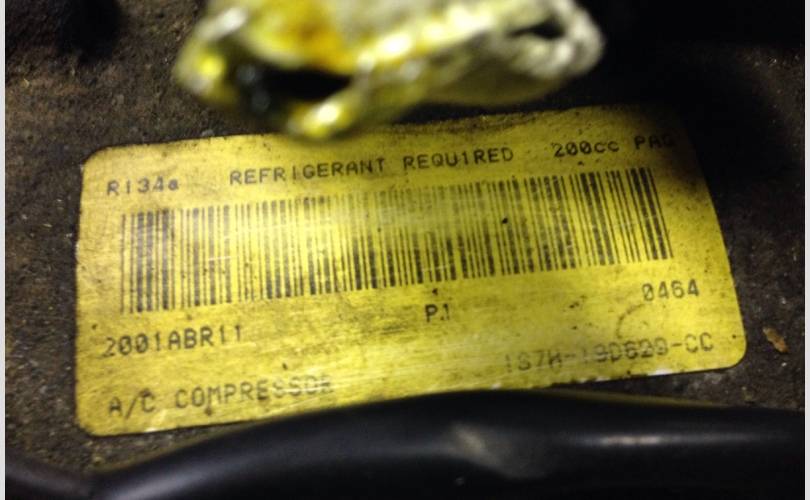 R134a REFRIGERANT REQUIRED 200cc PAG
2001ABR11 P1 0464
A/C COMPRESSOR 1S7H-19D629-CC